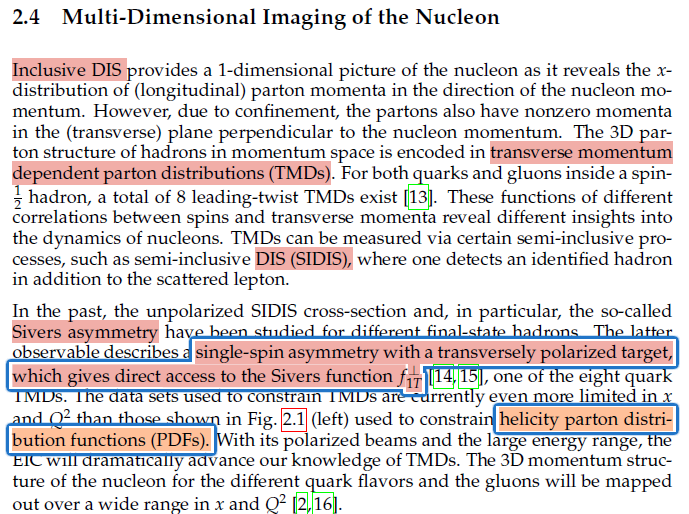 2.4 Multi-Dimensional Imaging of the Nucleon
Inclusive DIS provides a 1-dimensional picture of the nucleon as it reveals the x-
distribution of (longitudinal) parton momenta in the direction of the nucleon mo-
mentum. However, due to confinement, the partons also have nonzero momenta
in the (transverse) plane perpendicular to the nucleon momentum. The 3D par-
ton structure of hadrons in momentum space is encoded in transverse momentum
dependent parton distributions (TMDs). For both quarks and gluons inside a spin-
½ hadron, a total of 8 leading-twist TMDs exist [13]. These functions of different
correlations between spins and transverse momenta reveal different insights into
the dynamics of nucleons. TMDs can be measured via certain semi-inclusive pro-
cesses, such as semi-inclusive DIS (SIDIS), where one detects an identified hadron
in addition to the scattered lepton.
In the past, the unpolarized SIDIS cross-section and, in particular, the so-called
Sivers asymmetry have been studied for different final-state hadrons. The latter
observable describes a single-spin asymmetry with a transversely polarized target,
which gives direct access to the Sivers function f⊥1T [14,15], one of the eight quark
TMDs. The data sets used to constrain TMDs are currently even more limited in x
and Q² than those shown in Fig. 2.1 (left) used to constrain helicity parton distri-
bution functions (PDFs). With its polarized beams and the large energy range, the
EIC will dramatically advance our knowledge of TMDs. The 3D momentum struc-
ture of the nucleon for the different quark flavors and the gluons will be mapped
out over a wide range in x and Q² [2,16].